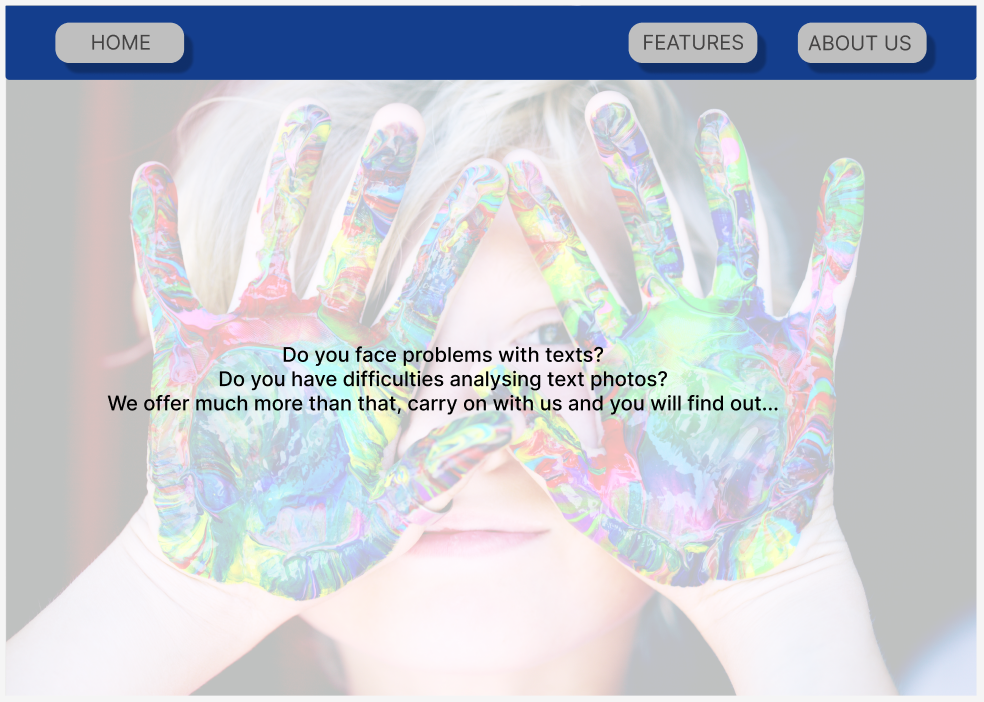 HOME FEATURES ABOUT US
Do you face problems with texts?
Do you have difficulties analysing text photos?
We offer much more than that, carry on with us and you will find out...